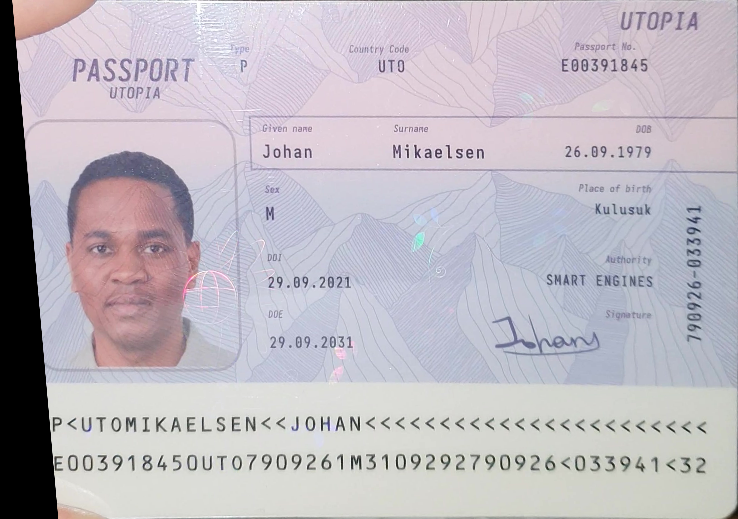 UTOPIA
PASSPORT
UTOPIA
Type
P
Country Code
UTO
Passport No.
E00391845
Given name
Johan
Surname
Mikaelsen
DOB
26.09.1979
Sex
M
Place of birth
Kulusuk
DOI
29.09.2021
Authority
SMART ENGINES
DOE
29.09.2031
Signature
Johans
790926-033941
P<UTOMIKAELSEN<<JOHAN<<<<<<<<<<<<<<<<<<<<<<<
E003918450UTO7909261M3109292790926<033941<32